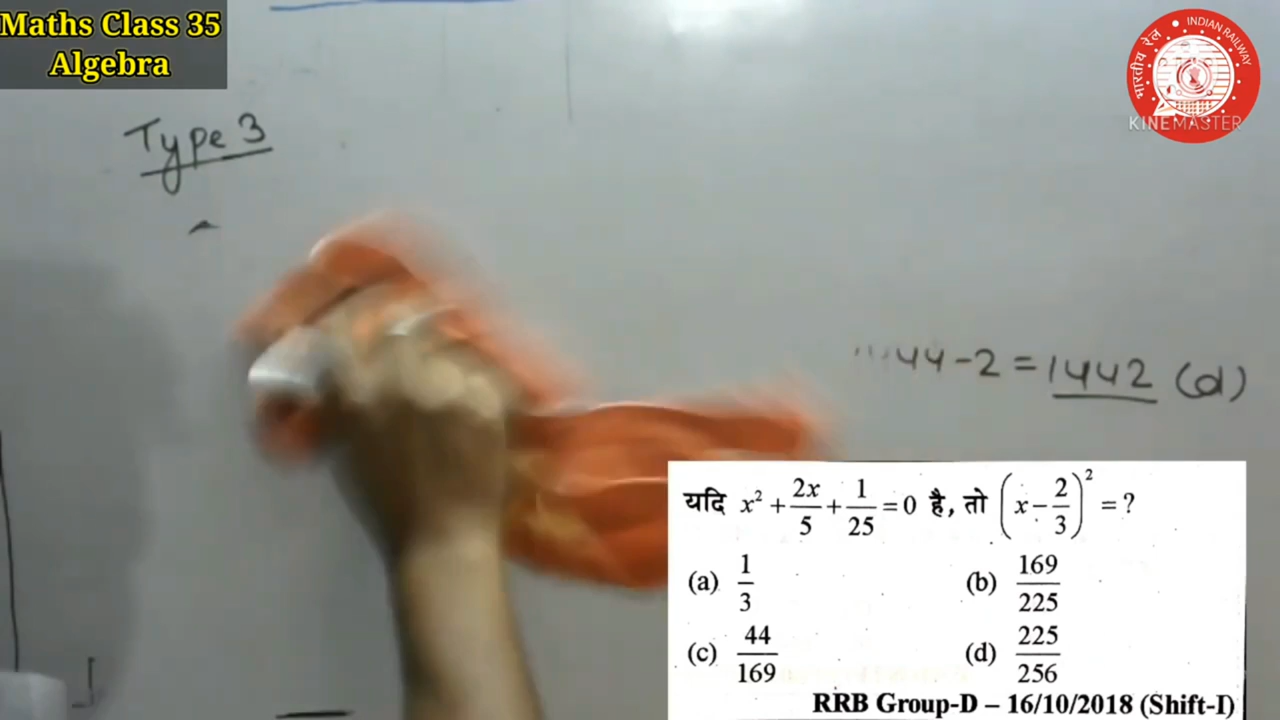 Maths Class 35
Algebra
भारतीय रेल
INDIAN RAILWAY
KINEMASTER
Type 3
44-2 = 1442 (d)
यदि x² + 2x/5 + 1/25 = 0 है, तो (x - 2/3)² = ?
(a) 1/3 (b) 169/225
(c) 44/169 (d) 225/256
RRB Group-D – 16/10/2018 (Shift-I)